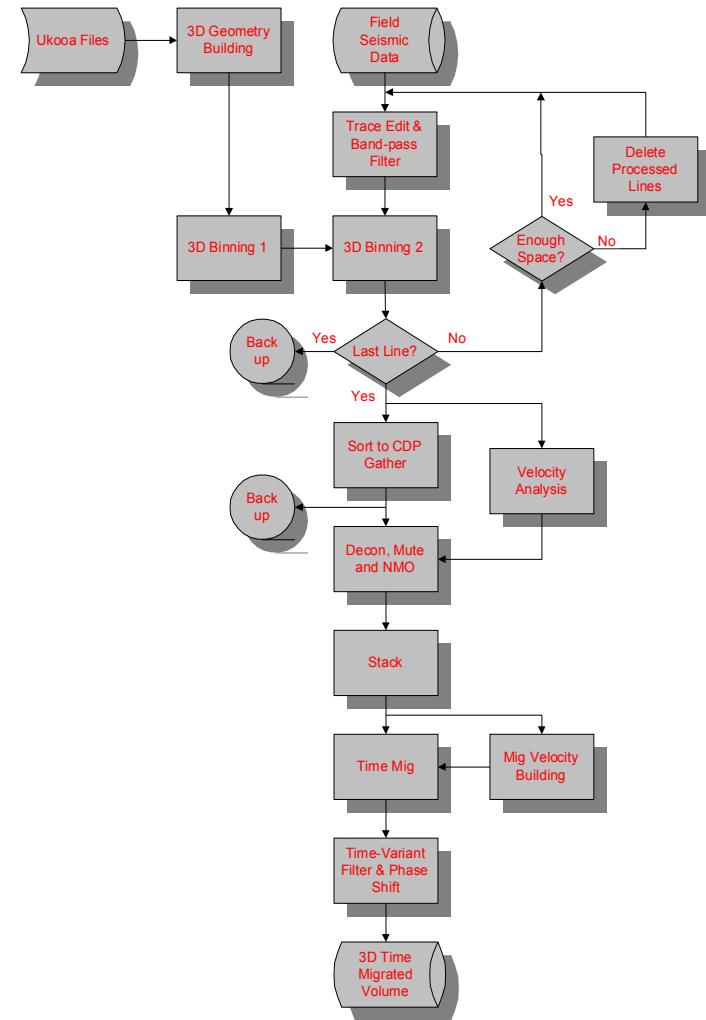 Ukooa Files
3D Geometry
Building
Field
Seismic
Data
Trace Edit &
Band-pass
Filter
Delete
Processed
Lines
Yes
3D Binning 1
3D Binning 2
Enough
Space?
No
Back
up
Yes
Last Line?
No
Yes
Sort to CDP
Gather
Velocity
Analysis
Back
up
Decon, Mute
and NMO
Stack
Time Mig
Mig Velocity
Building
Time-Variant
Filter & Phase
Shift
3D Time
Migrated
Volume